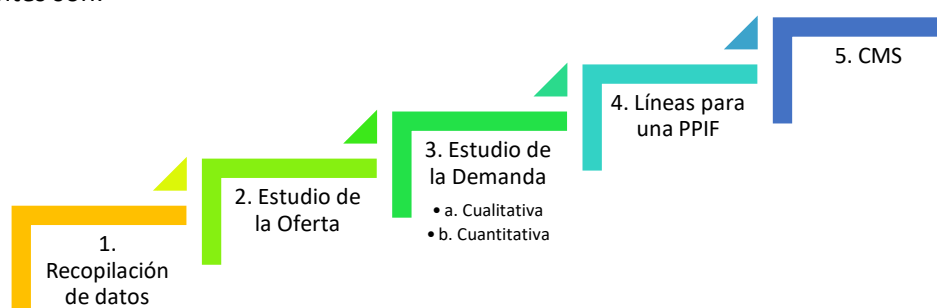 1.
Recopilación
de datos
2. Estudio de
la Oferta
3. Estudio de
la Demanda
• a. Cualitativa
• b. Cuantitativa
4. Líneas para
una PPIF
5. CMS